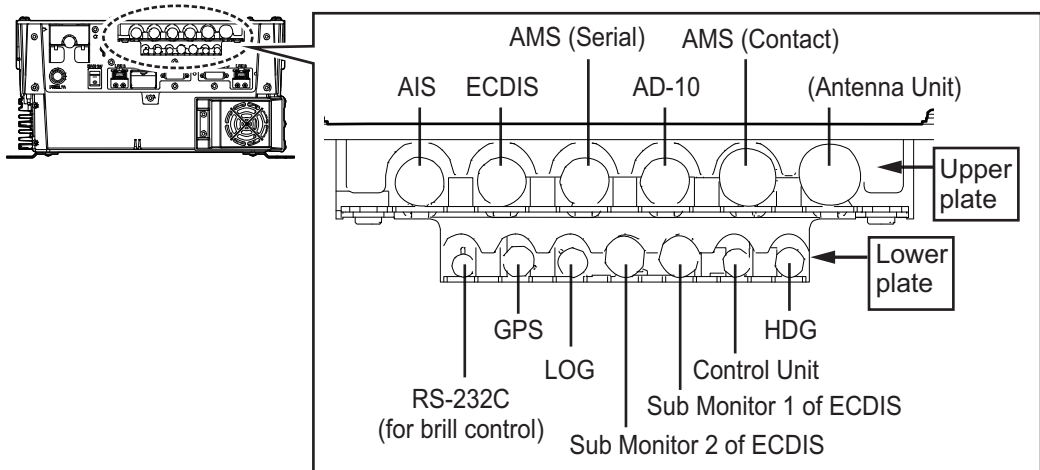 AMS (Serial)
AMS (Contact)
AIS
ECDIS
AD-10
(Antenna Unit)
Upper
plate
Lower
plate
GPS
HDG
LOG
Control Unit
RS-232C
(for brill control)
Sub Monitor 1 of ECDIS
Sub Monitor 2 of ECDIS